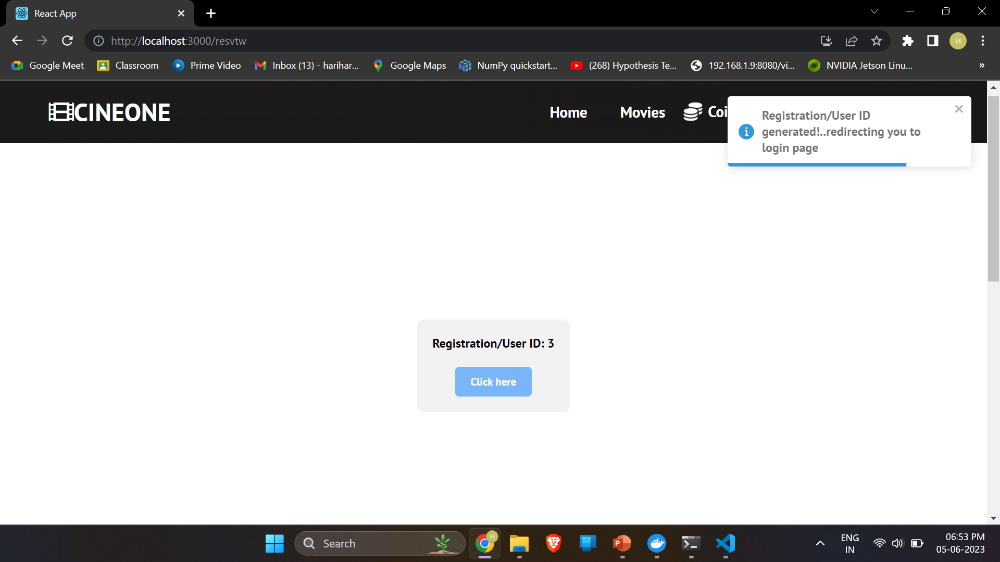 React App
http://localhost:3000/resvtw
H
Google Meet
Classroom
Prime Video
Inbox (13) - harihar...
Google Maps
NumPy quickstart...
(268) Hypothesis Te...
192.168.1.9:8080/vi...
NVIDIA Jetson Linu...
»
CINEONE
Home
Movies
Coi
Registration/User ID
generated!..redirecting you to
login page
Registration/User ID: 3
Click here
Search
H
P
ENG
IN
06:53 PM
05-06-2023